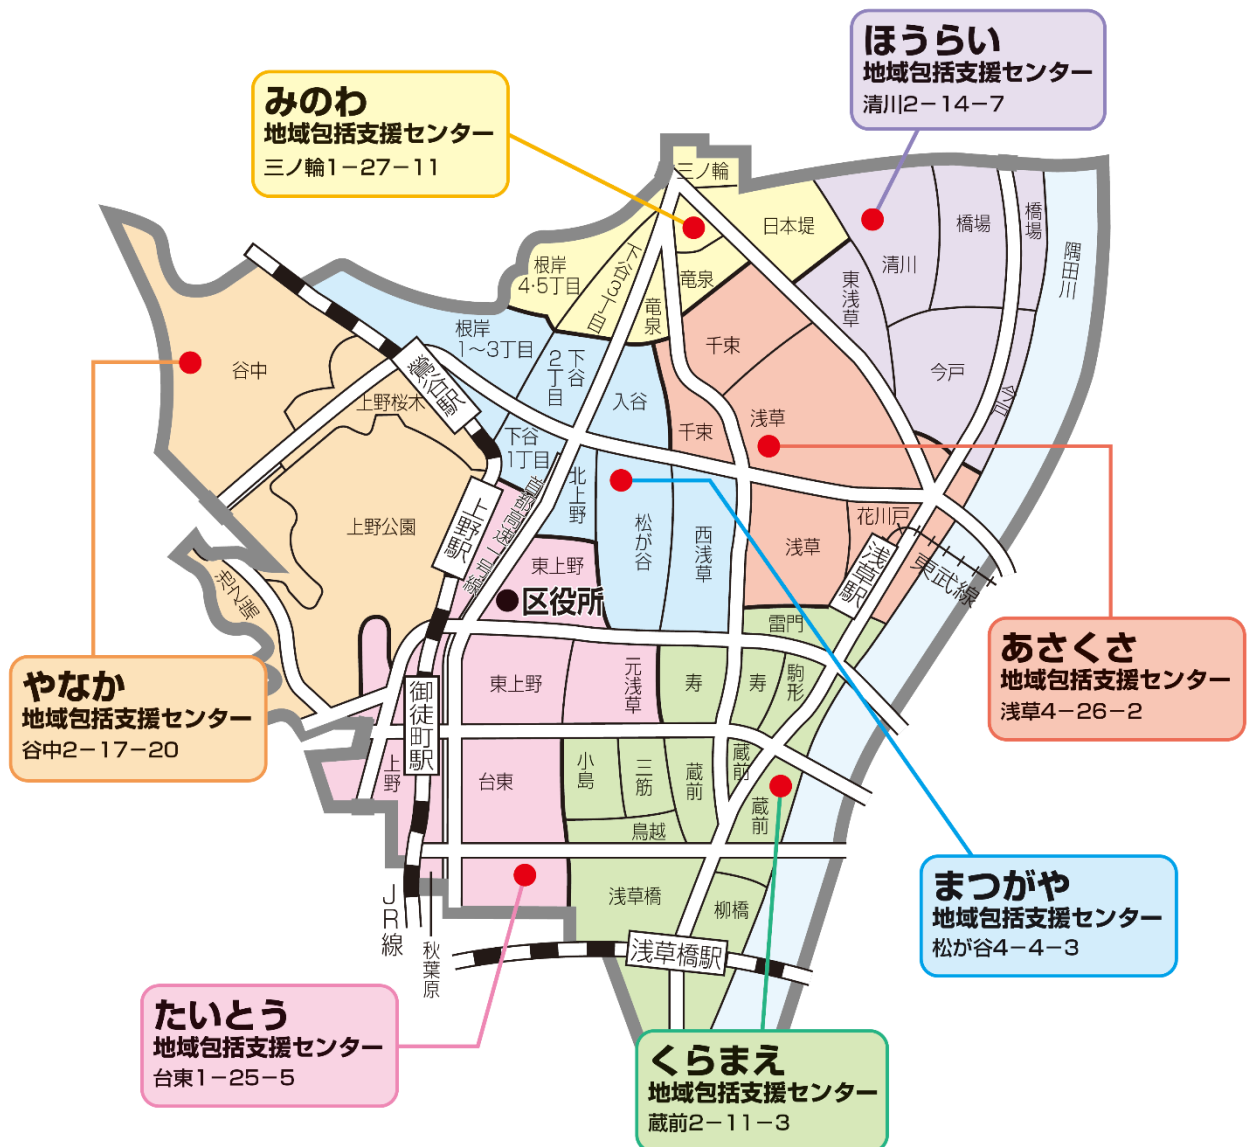 ほうらい
地域包括支援センター
清川2-14-7
みのわ
地域包括支援センター
三ノ輪1-27-11
三ノ輪
日本堤
橋場
橋場
隅田川
清川
東浅草
根岸
4・5丁目
下谷3丁目
竜泉
竜泉
今戸
今戸
千束
根岸
1～3丁目
下谷
2丁目
入谷
谷中
鶯谷駅
上野桜木
千束
浅草
下谷
1丁目
北上野
首都高速1号線
上野駅
松が谷
西浅草
上野公園
浅草
花川戸
浅草駅
東武線
東上野
区役所
池之端
雷門
やなか
地域包括支援センター
谷中2-17-20
あさくさ
地域包括支援センター
浅草4-26-2
御徒町駅
東上野
元浅草
寿
寿
駒形
上野
台東
小島
三筋
蔵前
蔵前
蔵前
鳥越
まつがや
地域包括支援センター
松が谷4-4-3
浅草橋
柳橋
JR線
秋葉原
浅草橋駅
たいとう
地域包括支援センター
台東1-25-5
くらまえ
地域包括支援センター
蔵前2-11-3